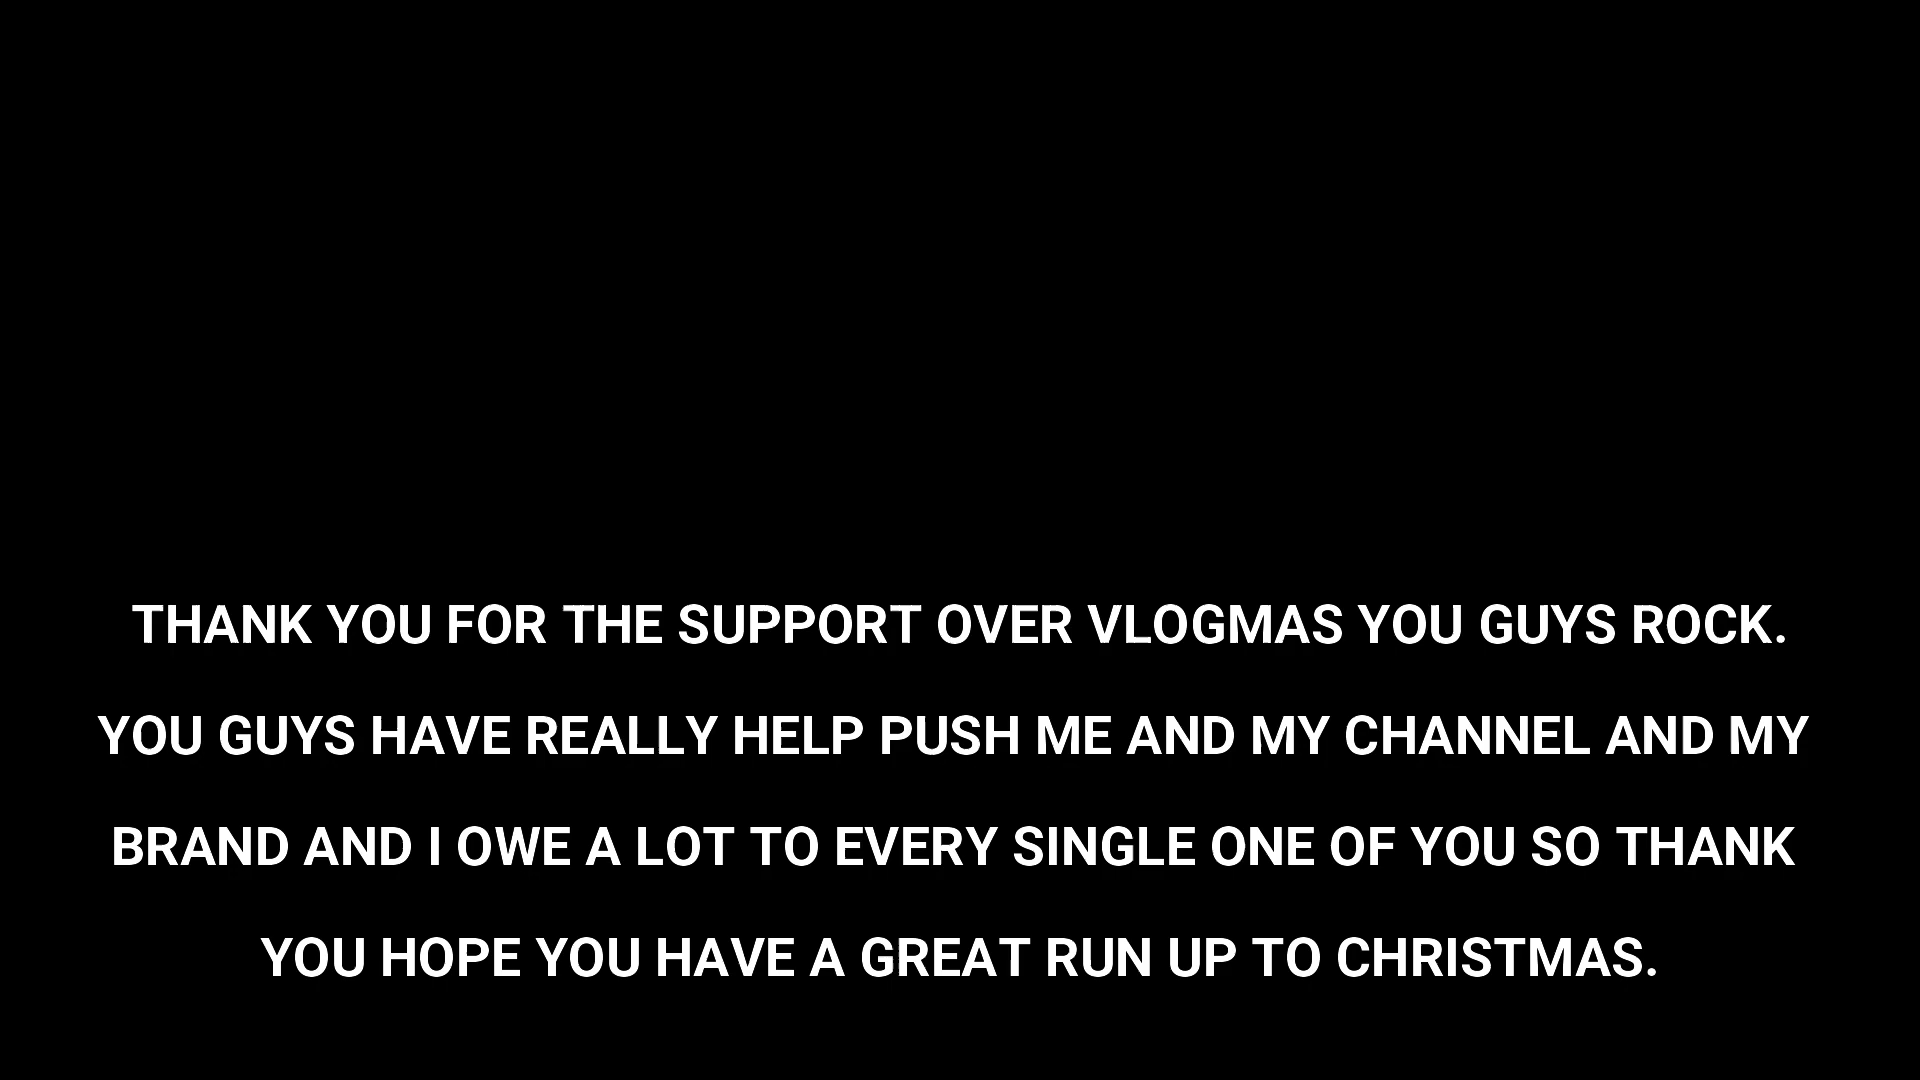 THANK YOU FOR THE SUPPORT OVER VLOGMAS YOU GUYS ROCK.
YOU GUYS HAVE REALLY HELP PUSH ME AND MY CHANNEL AND MY
BRAND AND I OWE A LOT TO EVERY SINGLE ONE OF YOU SO THANK
YOU HOPE YOU HAVE A GREAT RUN UP TO CHRISTMAS.